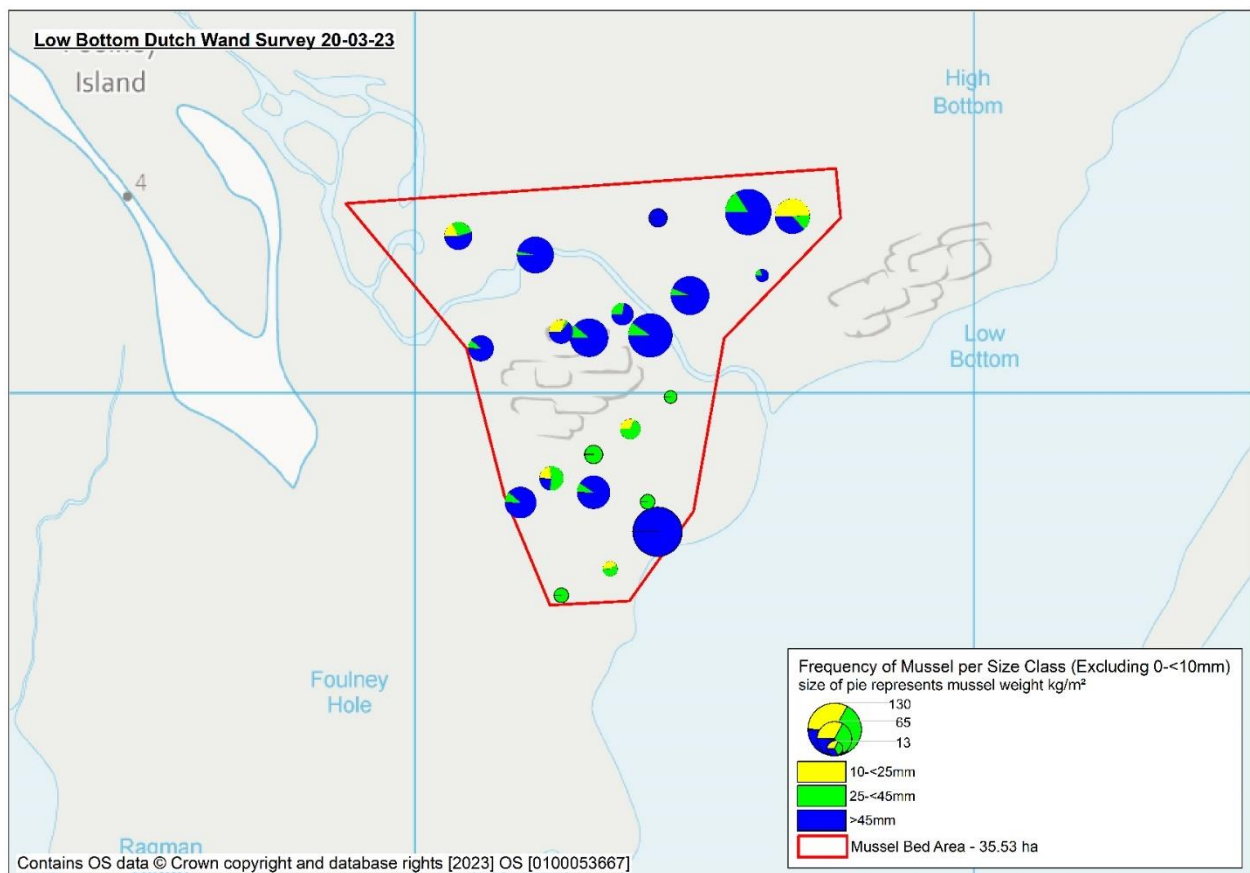 Low Bottom Dutch Wand Survey 20-03-23
Island
4
High
Bottom
Low
Bottom
Foulney
Hole
Ragman
Frequency of Mussel per Size Class (Excluding 0-<10mm)
size of pie represents mussel weight kg/m²
130
65
13
10-<25mm
25-<45mm
>45mm
Mussel Bed Area - 35.53 ha
Contains OS data © Crown copyright and database rights [2023] OS [0100053667]